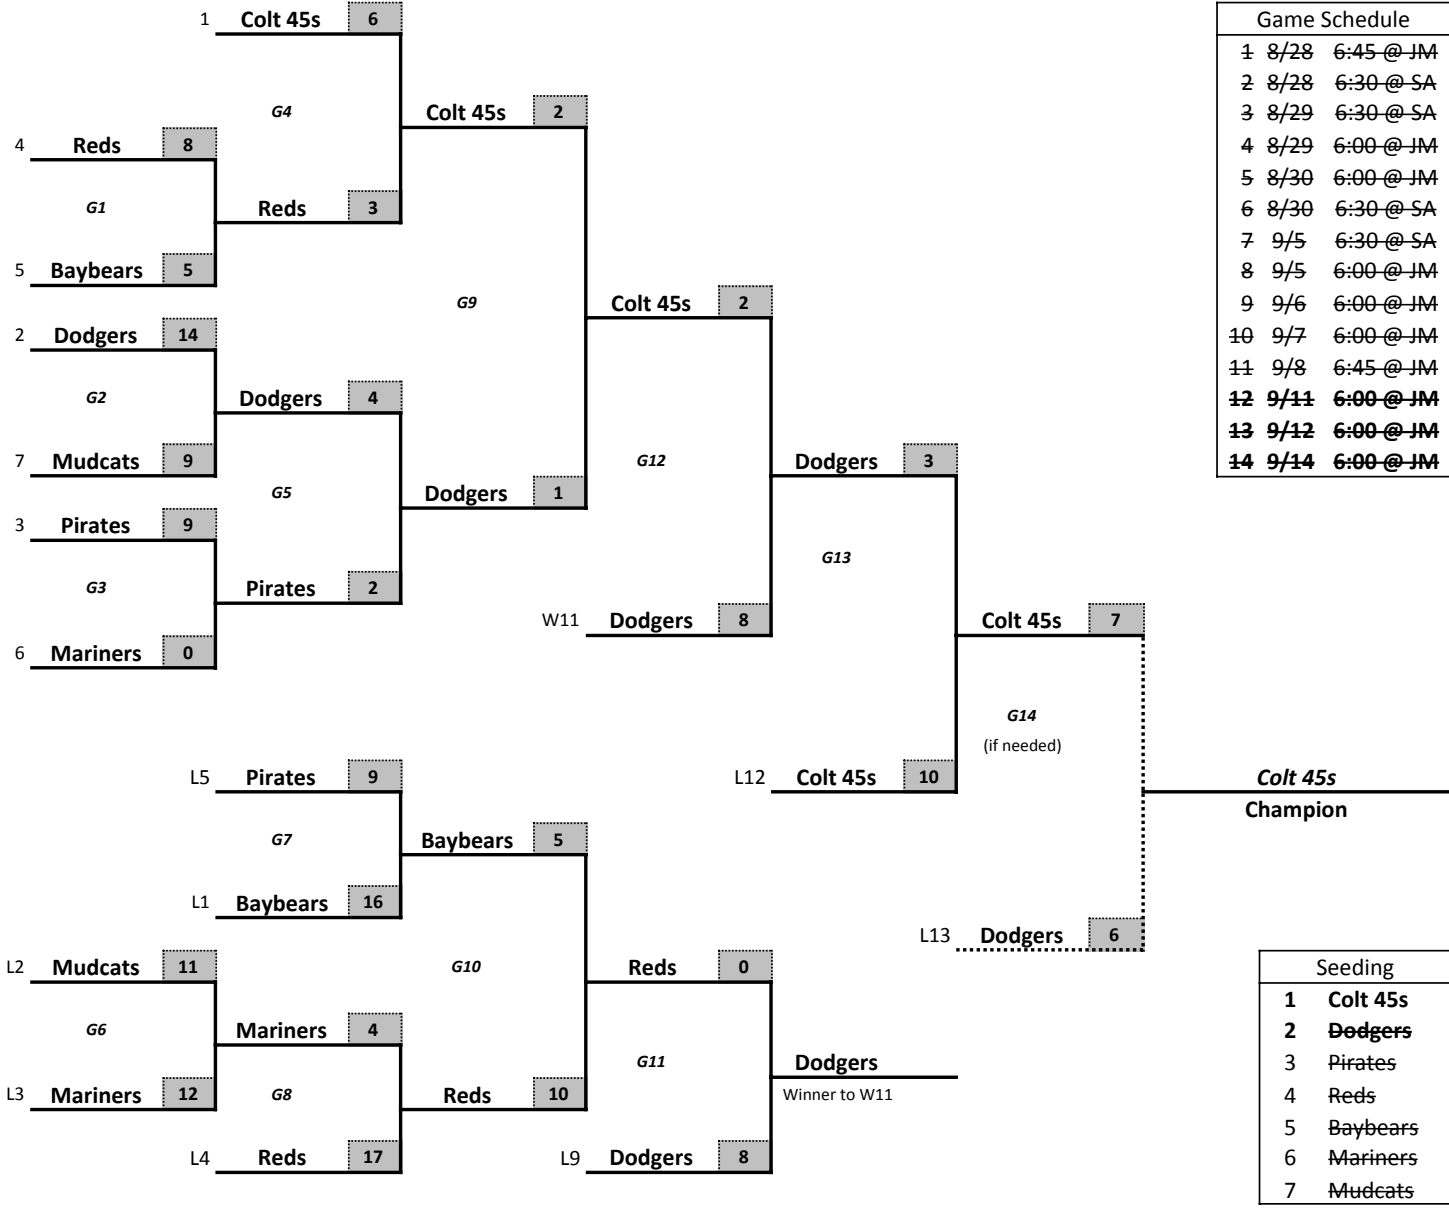 1 Colt 45s 6
G4
Colt 45s 2
4 Reds 8
G1
Reds 3
5 Baybears 5
G9
Colt 45s 2
2 Dodgers 14
G2
Dodgers 4
7 Mudcats 9
G5
Dodgers 1
G12
Dodgers 3
3 Pirates 9
G3
Pirates 2
6 Mariners 0
W11 Dodgers 8
G13
Colt 45s 7
G14
(if needed)
L12 Colt 45s 10
Colt 45s
Champion
L13 Dodgers 6
L5 Pirates 9
G7
Baybears 5
L1 Baybears 16
G10
Reds 0
L2 Mudcats 11
G6
Mariners 4
L3 Mariners 12
G8
Reds 10
L4 Reds 17
G11
Dodgers
Winner to W11
L9 Dodgers 8
Game Schedule
1 8/28 6:45 @ JM
2 8/28 6:30 @ SA
3 8/29 6:30 @ SA
4 8/29 6:00 @ JM
5 8/30 6:00 @ JM
6 8/30 6:30 @ SA
7 9/5 6:30 @ SA
8 9/5 6:00 @ JM
9 9/6 6:00 @ JM
10 9/7 6:00 @ JM
11 9/8 6:45 @ JM
12 9/11 6:00 @ JM
13 9/12 6:00 @ JM
14 9/14 6:00 @ JM
Seeding
1 Colt 45s
2 Dodgers
3 Pirates
4 Reds
5 Baybears
6 Mariners
7 Mudcats